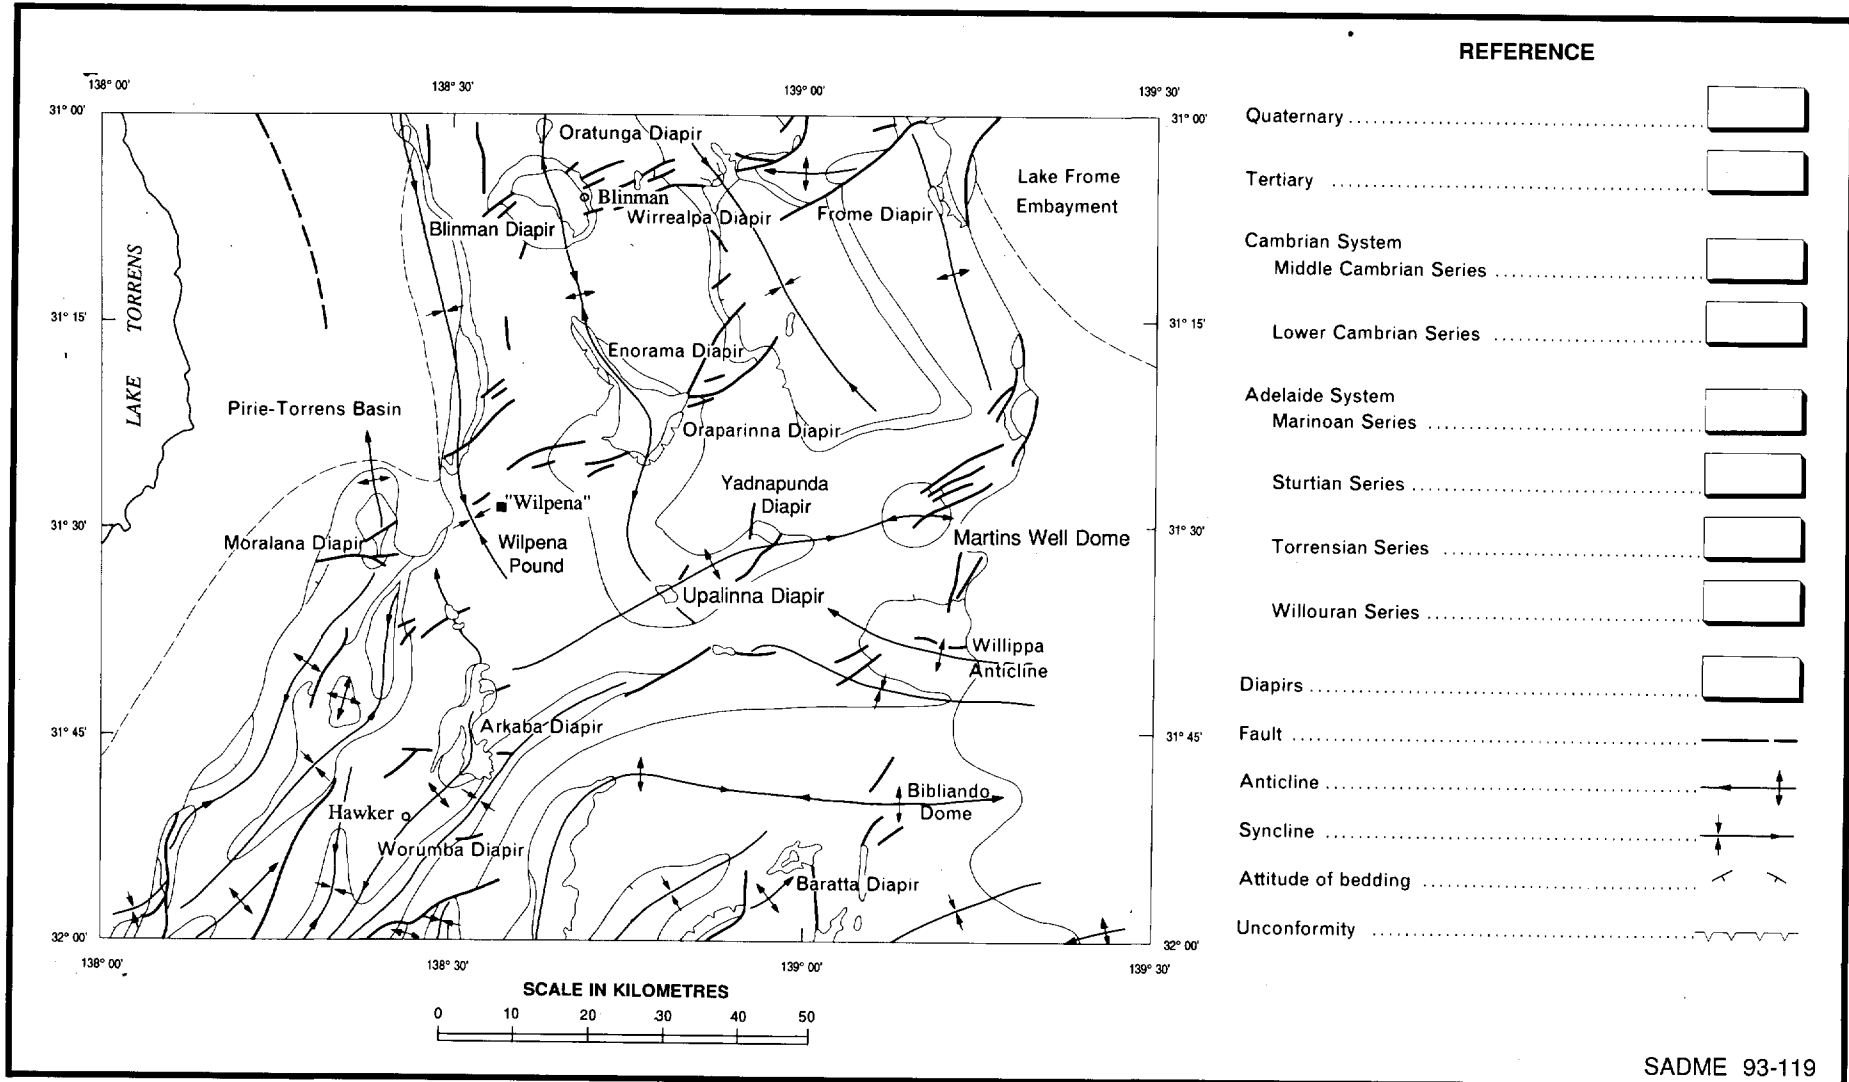 REFERENCE
138° 00'
138° 30'
139° 00'
139° 30'
31° 00'
31° 00'
Oratunga Diapir
Blinman
Lake Frome
Embayment
Wirrealpa Diapir
Frome Diapir
Blinman Diapir
LAKE TORRENS
31° 15'
31° 15'
Enorama Diapir
Pirie-Torrens Basin
Oraparinna Diapir
Yadnapunda
Diapir
"Wilpena"
31° 30'
31° 30'
Moralana Diapir
Wilpena
Pound
Martins Well Dome
Upalinna Diapir
Willippa
Anticline
Arkaba Diapir
31° 45'
31° 45'
Bibliando
Dome
Hawker
Worumba Diapir
Baratta Diapir
32° 00'
32° 00'
138° 00'
138° 30'
139° 00'
139° 30'
SCALE IN KILOMETRES
0 10 20 30 40 50
Quaternary
Tertiary
Cambrian System
Middle Cambrian Series
Lower Cambrian Series
Adelaide System
Marinoan Series
Sturtian Series
Torrensian Series
Willouran Series
Diapirs
Fault
Anticline
Syncline
Attitude of bedding
Unconformity
SADME 93-119